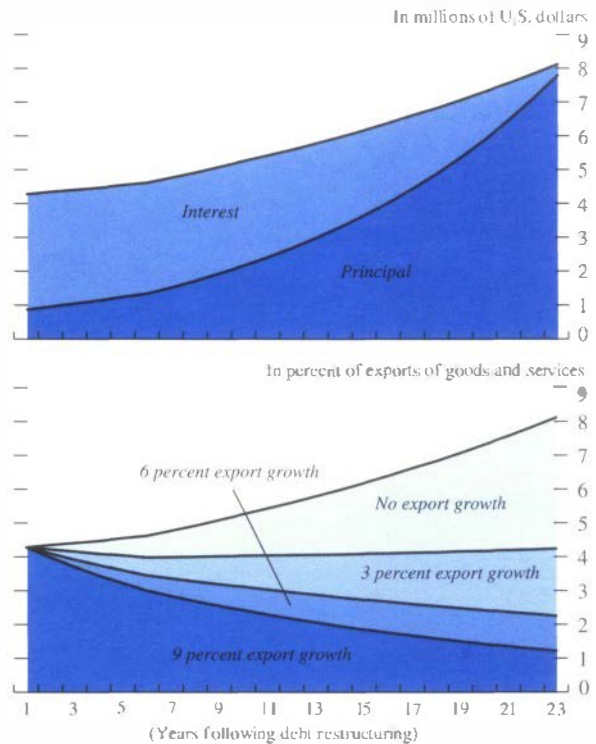 In millions of U.S. dollars
9
8
7
6
5
4
3
2
1
0
Interest
Principal
In percent of exports of goods and services
9
8
7
6
5
4
3
2
1
0
6 percent export growth
No export growth
3 percent export growth
9 percent export growth
1 3 5 7 9 11 13 15 17 19 21 23
(Years following debt restructuring)